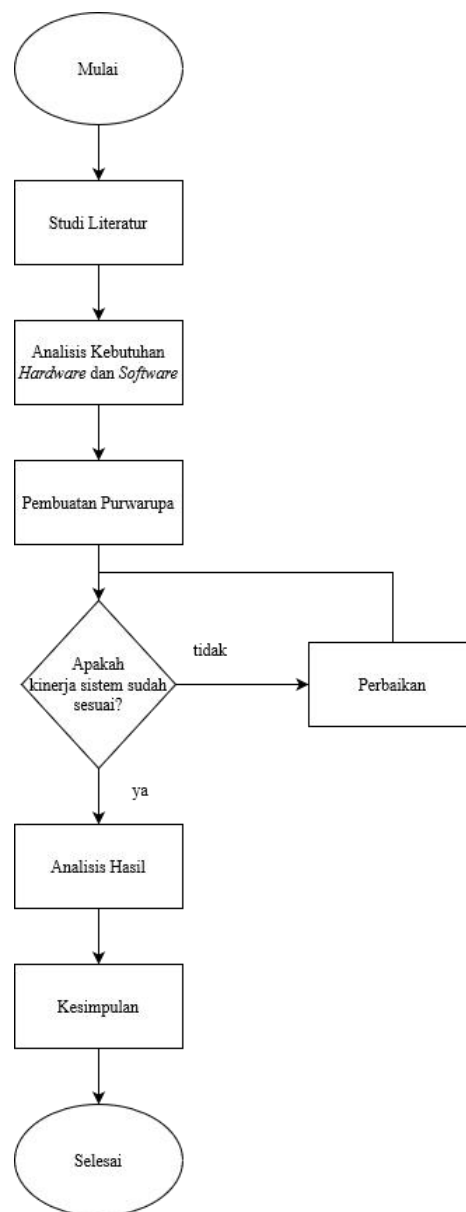 Mulai
Studi Literatur
Analisis Kebutuhan
Hardware dan Software
Pembuatan Purwarupa
Apakah
kinerja sistem sudah
sesuai?
tidak
Perbaikan
ya
Analisis Hasil
Kesimpulan
Selesai